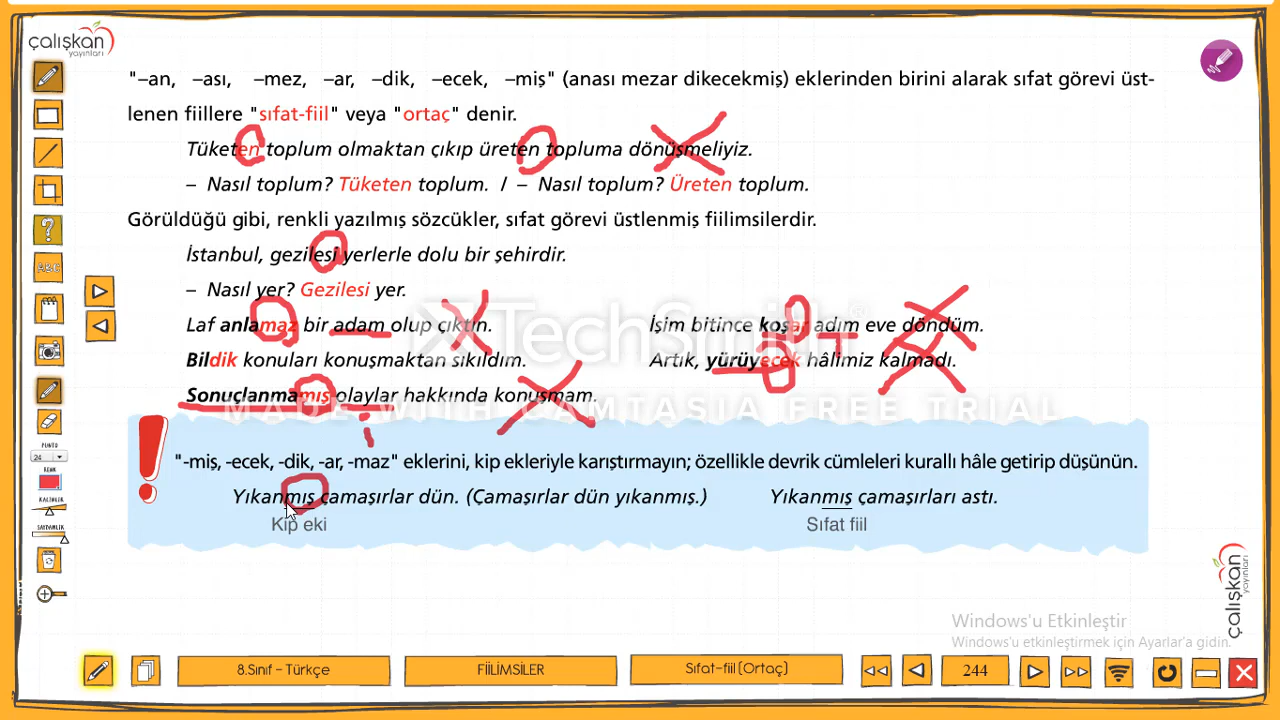 çalışkan
yayınları
"–an, –ası, –mez, –ar, –dik, –ecek, –miş" (anası mezar dikecekmiş) eklerinden birini alarak sıfat görevi üst-
lenen fiillere "sıfat-fiil" veya "ortaç" denir.
Tüketen toplum olmaktan çıkıp üreten topluma dönüşmeliyiz.
– Nasıl toplum? Tüketen toplum. / – Nasıl toplum? Üreten toplum.
Görüldüğü gibi, renkli yazılmış sözcükler, sıfat görevi üstlenmiş fiilimsilerdir.
İstanbul, gezilesi yerlerle dolu bir şehirdir.
– Nasıl yer? Gezilesi yer.
Laf anlamaz bir adam olup çıktın.
İşim bitince koşar adım eve döndüm.
Bildik konuları konuşmaktan sıkıldım.
Artık, yürüyecek hâlimiz kalmadı.
Sonuçlanmamış olaylar hakkında konuşmam.
TechSmith
MADE WITH CAMTASIA FREE TRIAL
"-miş, -ecek, -dik, -ar, -maz" eklerini, kip ekleriyle karıştırmayın; özellikle devrik cümleleri kurallı hâle getirip düşünün.
Yıkanmış çamaşırlar dün. (Çamaşırlar dün yıkanmış.)
Yıkanmış çamaşırları astı.
Kip eki
Sıfat fiil
ABC
PUNTO
24
RENK
KALINLIK
SAYDAMLIK
çalışkan
yayınları
Windows'u Etkinleştir
Windows'u etkinleştirmek için Ayarlar'a gidin.
8.Sınıf - Türkçe
FİİLİMSİLER
Sıfat-fiil (Ortaç)
244